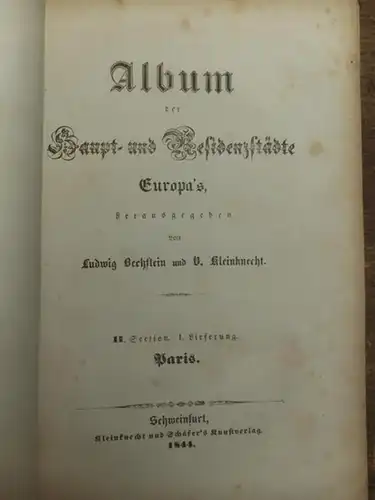 Album
der
Haupt- und Residenzstädte
Europa's,
herausgegeben
von
Ludwig Bechstein und V. Kleinknecht.
II. Section. 1. Lieferung.
Paris.
Schweinfurt,
Kleinknecht und Schäfer's Kunstverlag.
1844.